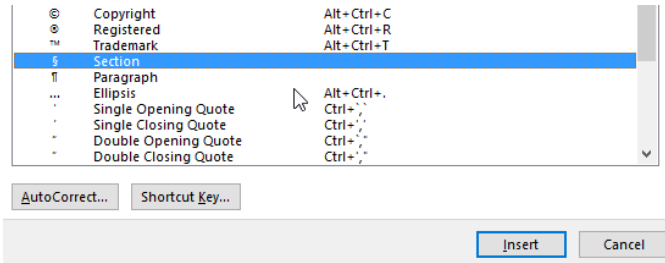 © Copyright Alt+Ctrl+C
® Registered Alt+Ctrl+R
™ Trademark Alt+Ctrl+T
§ Section
¶ Paragraph
… Ellipsis Alt+Ctrl+.
‘ Single Opening Quote Ctrl+`,`
’ Single Closing Quote Ctrl+','
“ Double Opening Quote Ctrl+`,"
” Double Closing Quote Ctrl+',"
AutoCorrect... Shortcut Key...
Insert Cancel